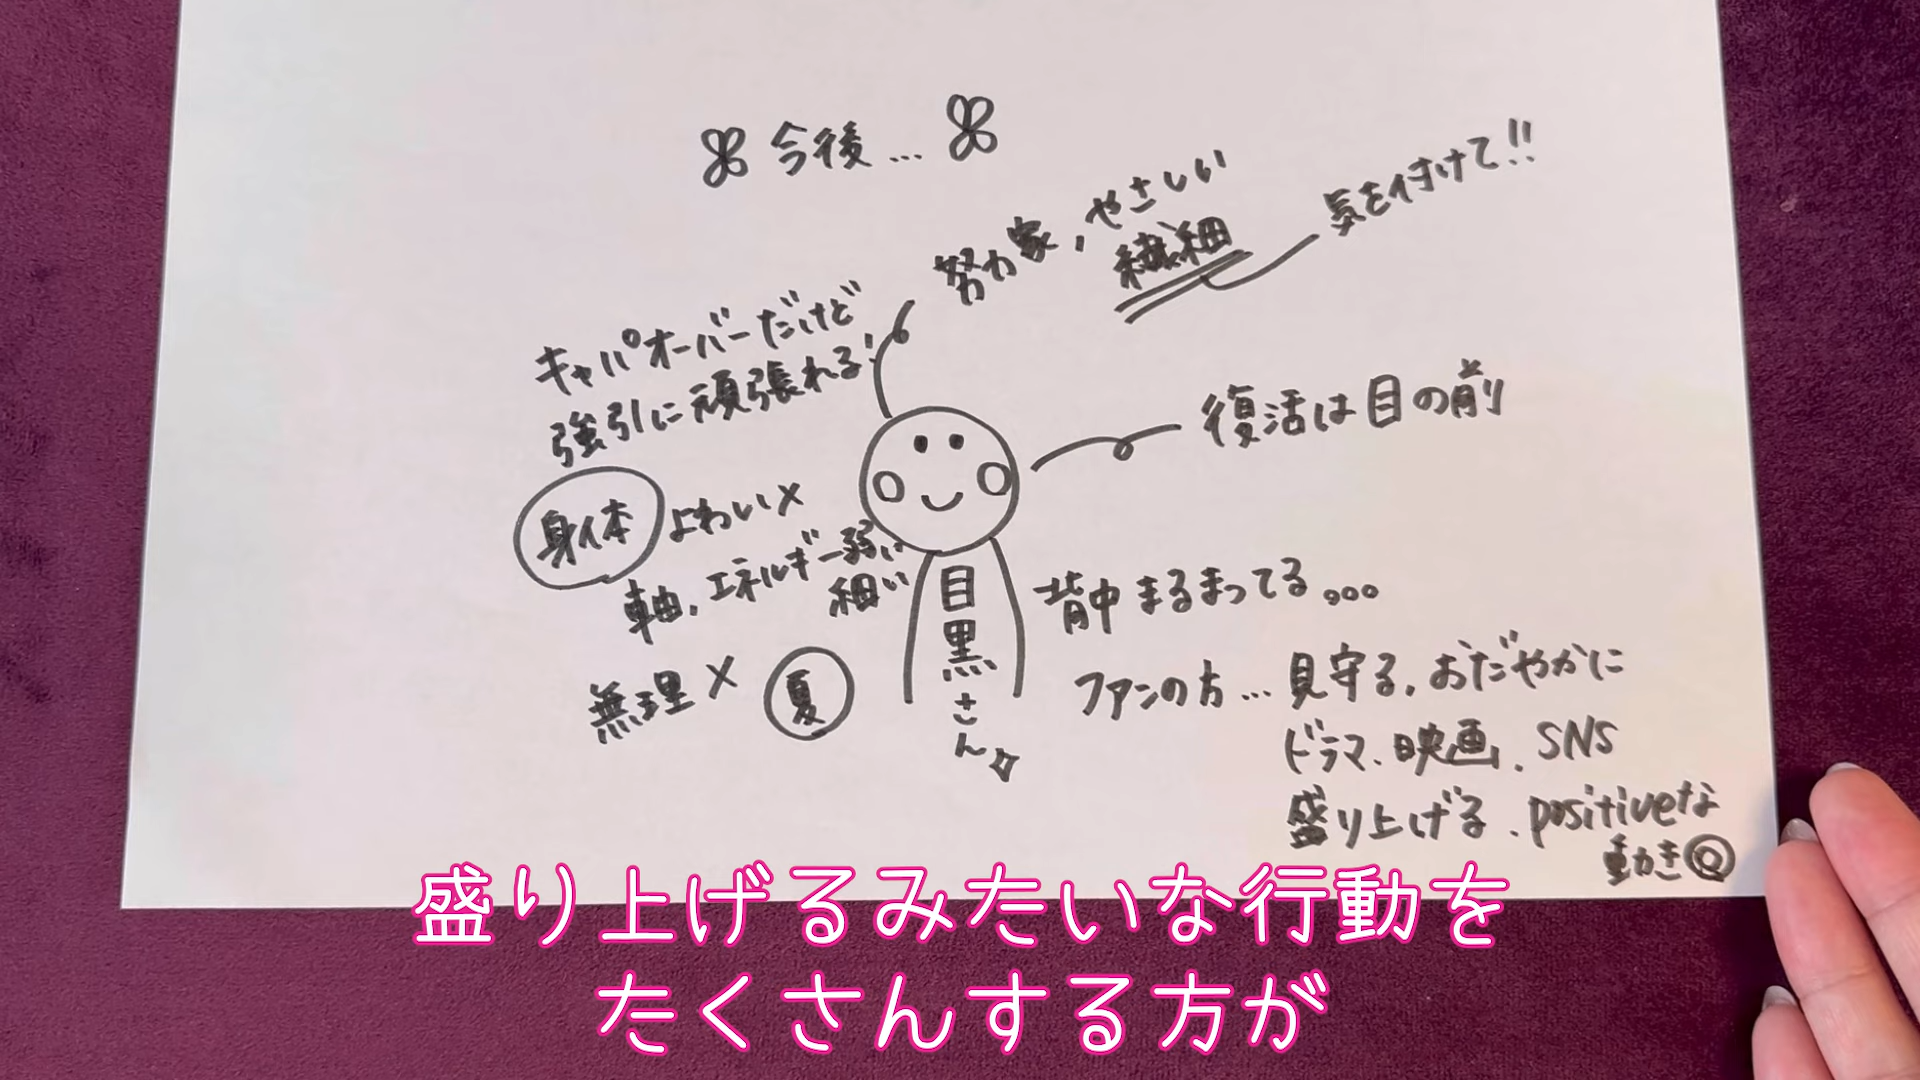 今後…
努力家、やさしい
繊細
気を付けて!!
キャパオーバーだけど
強引に頑張れる!
復活は目の前
身体 よわい×
軸、エネルギー弱い
細い
目黒さん
背中まるまってる。。。
無理× 夏
ファンの方…見守る、おだやかに
ドラマ、映画、SNS
盛り上げる、positiveな
動き◎
盛り上げるみたいな行動を
たくさんする方が